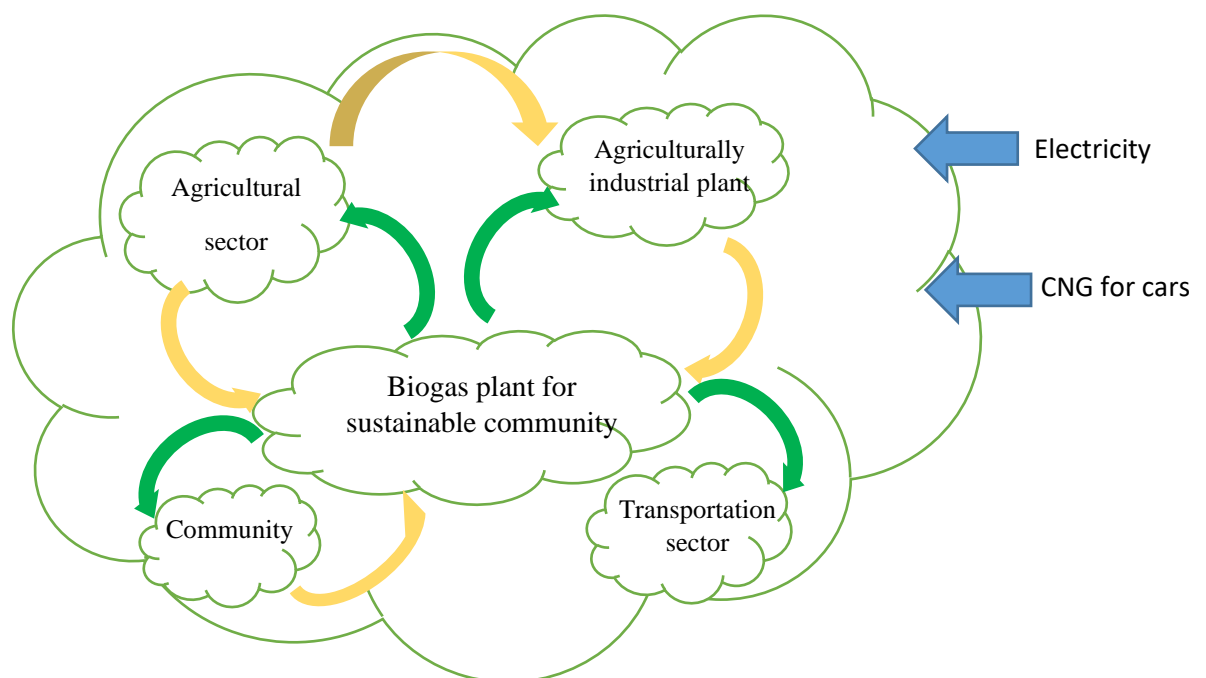 Agricultural
sector
Agriculturally
industrial plant
Electricity
CNG for cars
Biogas plant for
sustainable community
Community
Transportation
sector